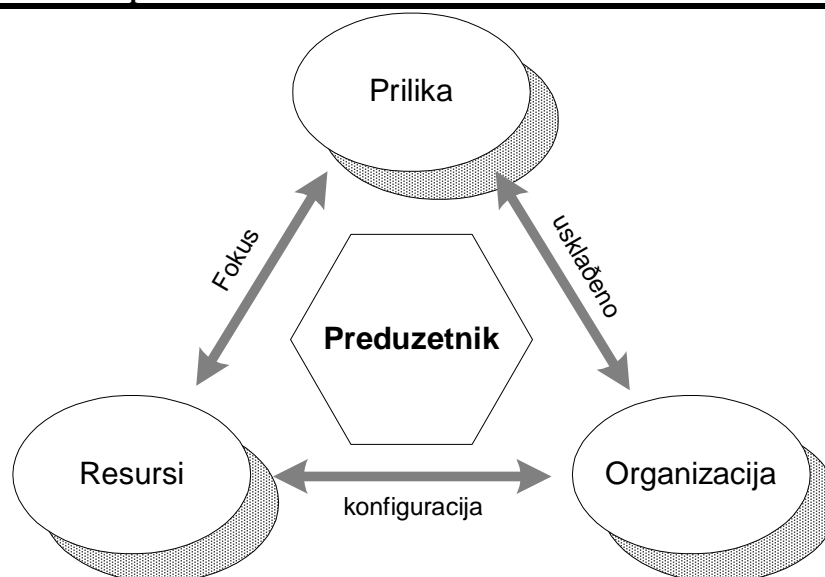 Prilika
Fokus
usklađeno
Preduzetnik
Resursi
Organizacija
konfiguracija